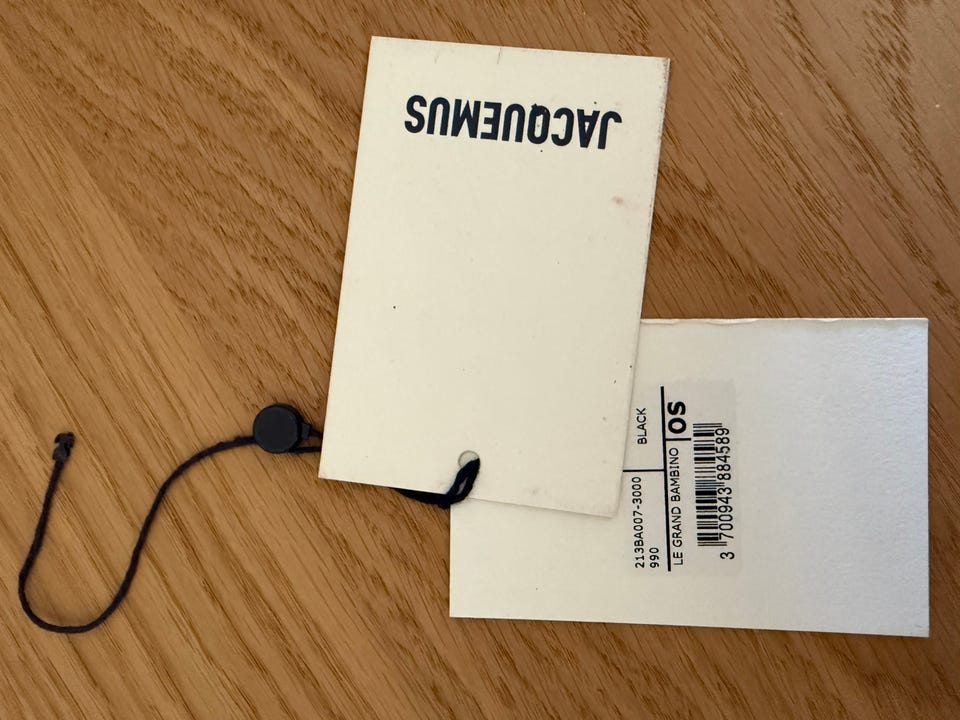 JACQUEMUS
213BA007-3000 BLACK
990
LE GRAND BAMBINO OS
3 700943 884589